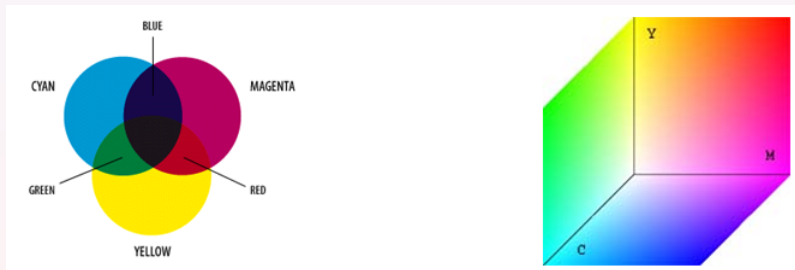 BLUE
CYAN
MAGENTA
GREEN
RED
YELLOW
Y
M
C